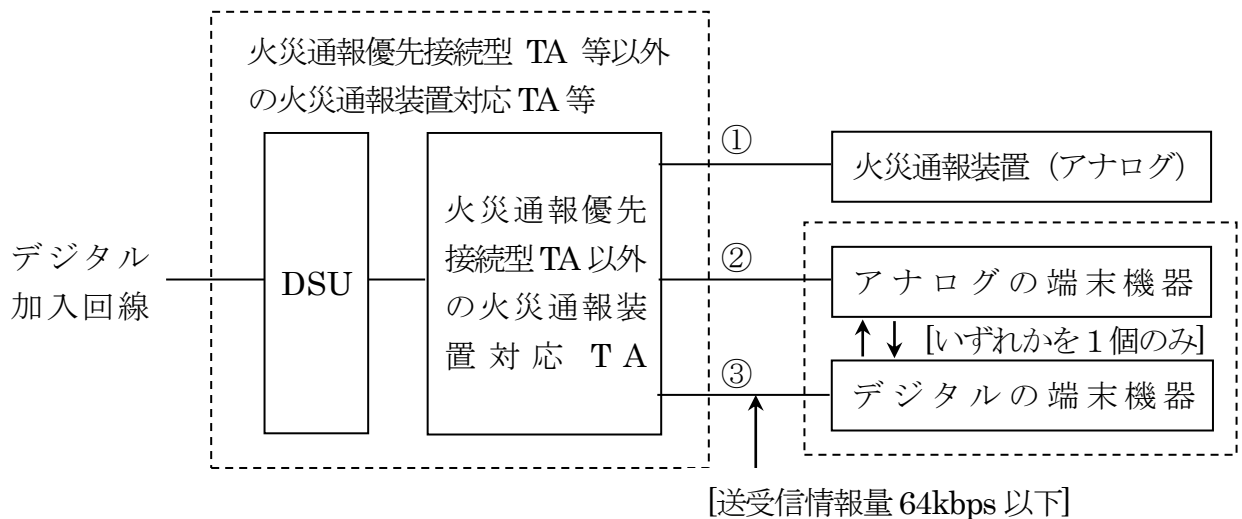 火災通報優先接続型 TA 等以外
の火災通報装置対応 TA 等
デジタル
加入回線
DSU
火災通報優先
接続型 TA 以外
の火災通報装
置対応 TA
①
火災通報装置（アナログ）
②
アナログの端末機器
[いずれかを１個のみ]
③
デジタルの端末機器
[送受信情報量 64kbps 以下]